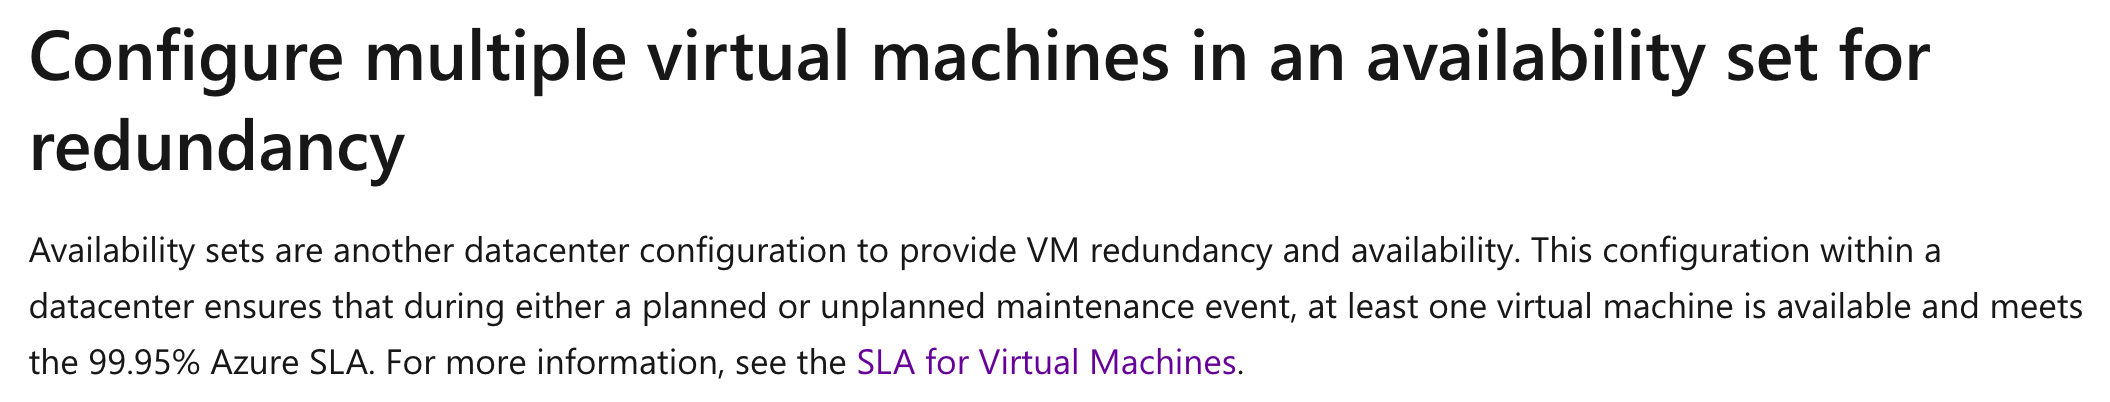 Configure multiple virtual machines in an availability set for
redundancy
Availability sets are another datacenter configuration to provide VM redundancy and availability. This configuration within a
datacenter ensures that during either a planned or unplanned maintenance event, at least one virtual machine is available and meets
the 99.95% Azure SLA. For more information, see the SLA for Virtual Machines.